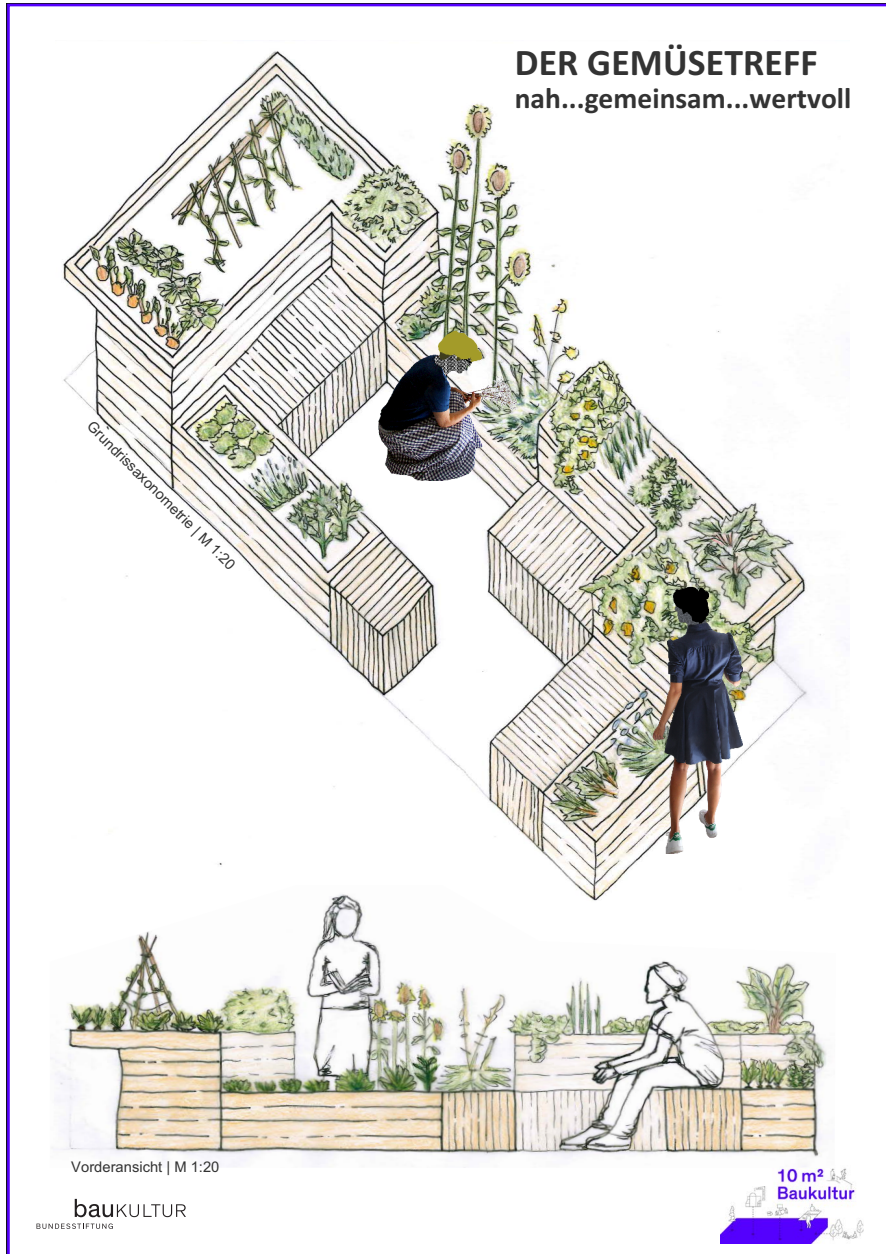 DER GEMÜSETREFF
nah...gemeinsam...wertvoll
Grundrissaxonometrie | M 1:20
Vorderansicht | M 1:20
bauKULTUR
BUNDESSTIFTUNG
10 m²
Baukultur